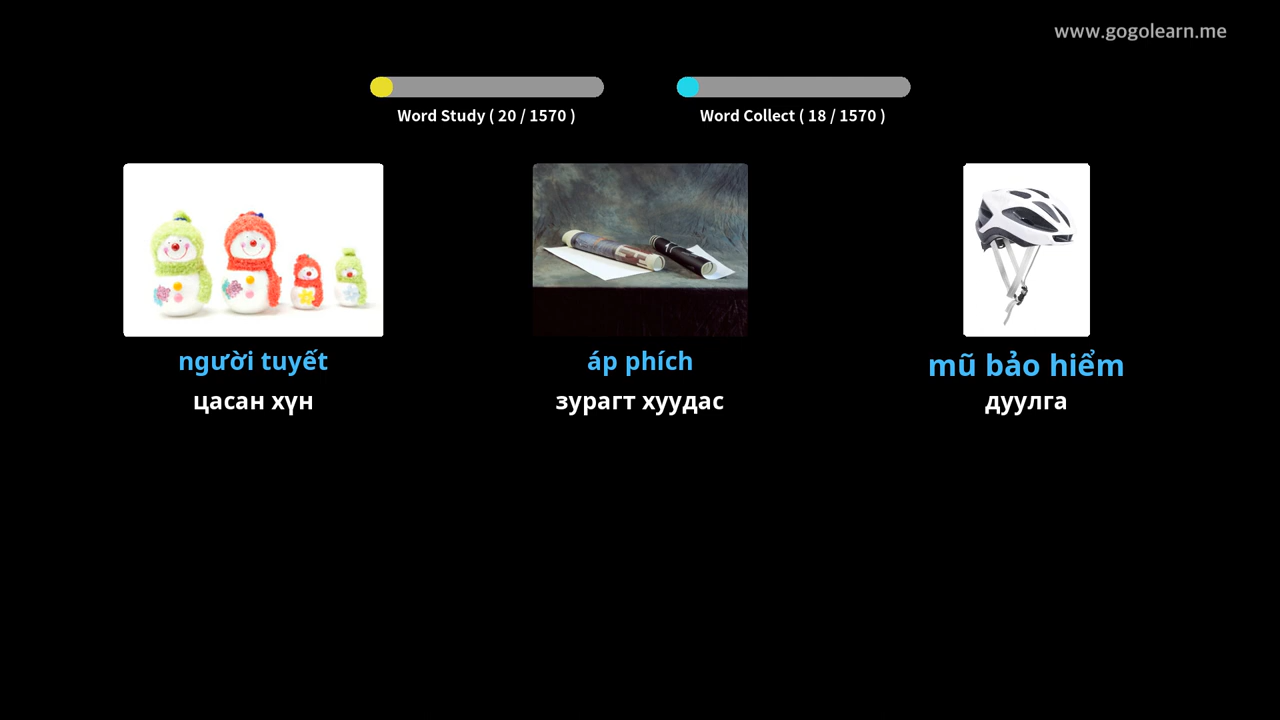 www.gogolearn.me
Word Study ( 20 / 1570 )
Word Collect ( 18 / 1570 )
người tuyết
áp phích
mũ bảo hiểm
цасан хүн
зурагт хуудас
дуулга